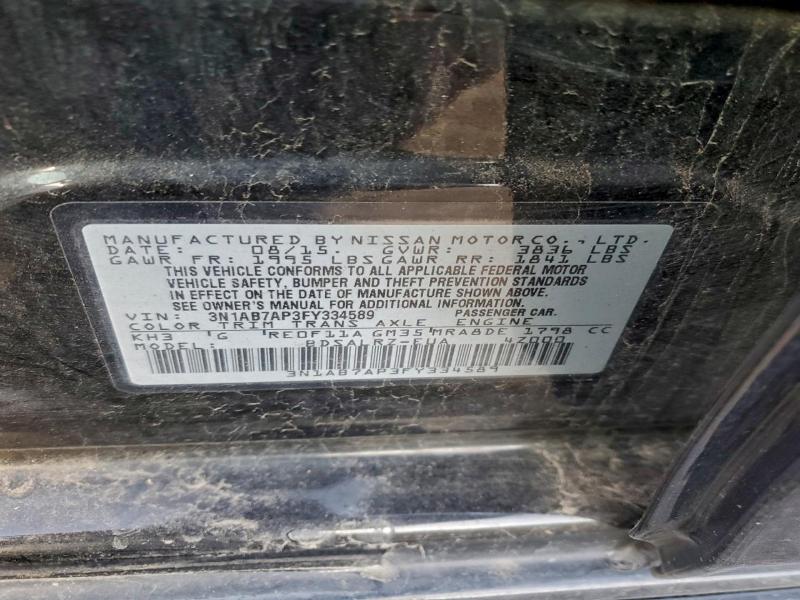 MANUFACTURED BY NISSAN MOTOR CO., LTD.
DATE: 08/15. GVWR: 3836 LBS
GAWR FR: 1995 LBS GAWR RR: 1841 LBS
THIS VEHICLE CONFORMS TO ALL APPLICABLE FEDERAL MOTOR
VEHICLE SAFETY, BUMPER AND THEFT PREVENTION STANDARDS
IN EFFECT ON THE DATE OF MANUFACTURE SHOWN ABOVE.
SEE OWNER'S MANUAL FOR ADDITIONAL INFORMATION.
VIN: 3N1AB7AP3FY334589 PASSENGER CAR.
COLOR TRIM TRANS AXLE ENGINE
KH3 G RE0F11A GM35 MRA8DE 1798 CC
MODEL: BDSALRZ-EUA 4Z000
3N1AB7AP3FY334589